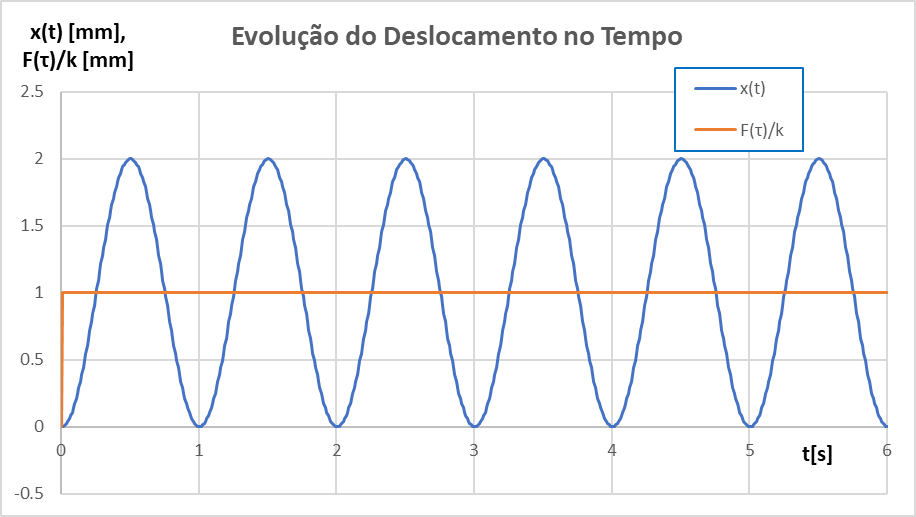 x(t) [mm],
F(τ)/k [mm]
Evolução do Deslocamento no Tempo
x(t)
F(τ)/k
2.5
2
1.5
1
0.5
0
-0.5
0 1 2 3 4 5 6
t[s]